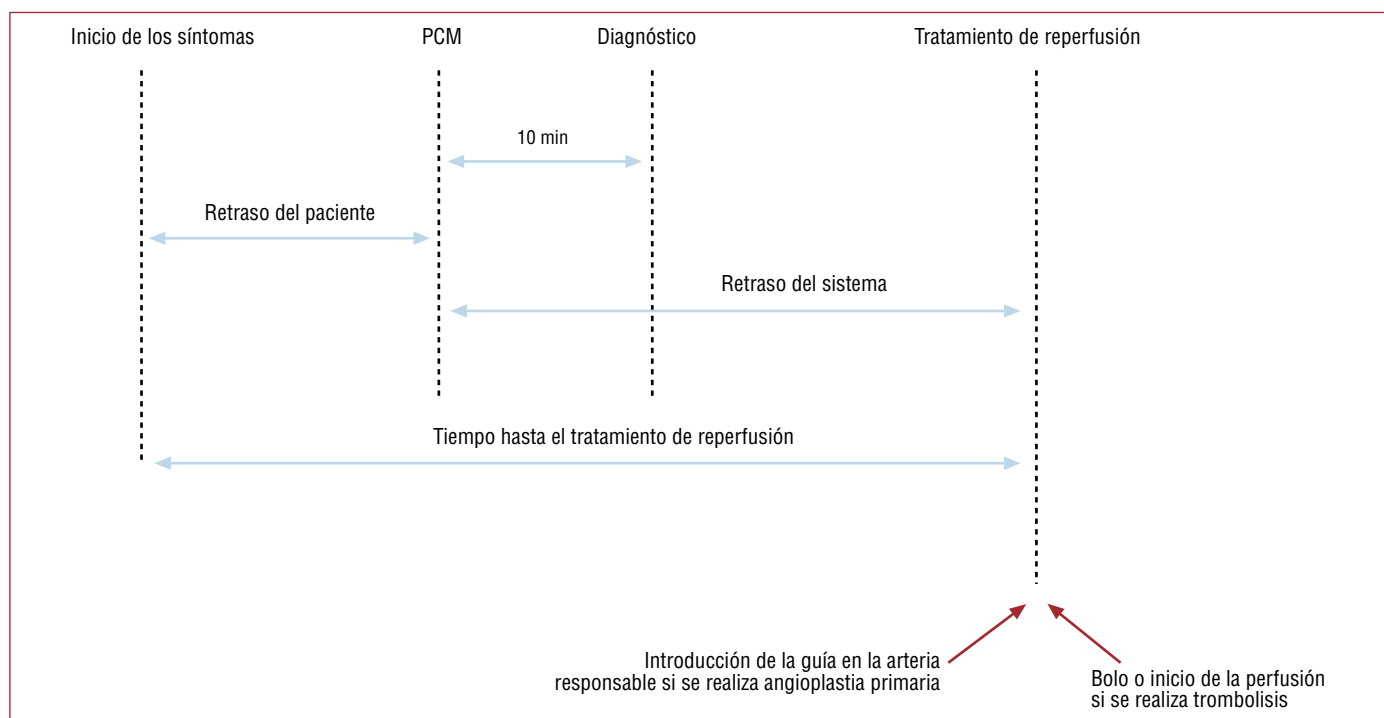 Inicio de los síntomas
PCM
Diagnóstico
Tratamiento de reperfusión
10 min
Retraso del paciente
Retraso del sistema
Tiempo hasta el tratamiento de reperfusión
Introducción de la guía en la arteria
responsable si se realiza angioplastia primaria
Bolo o inicio de la perfusión
si se realiza trombolisis